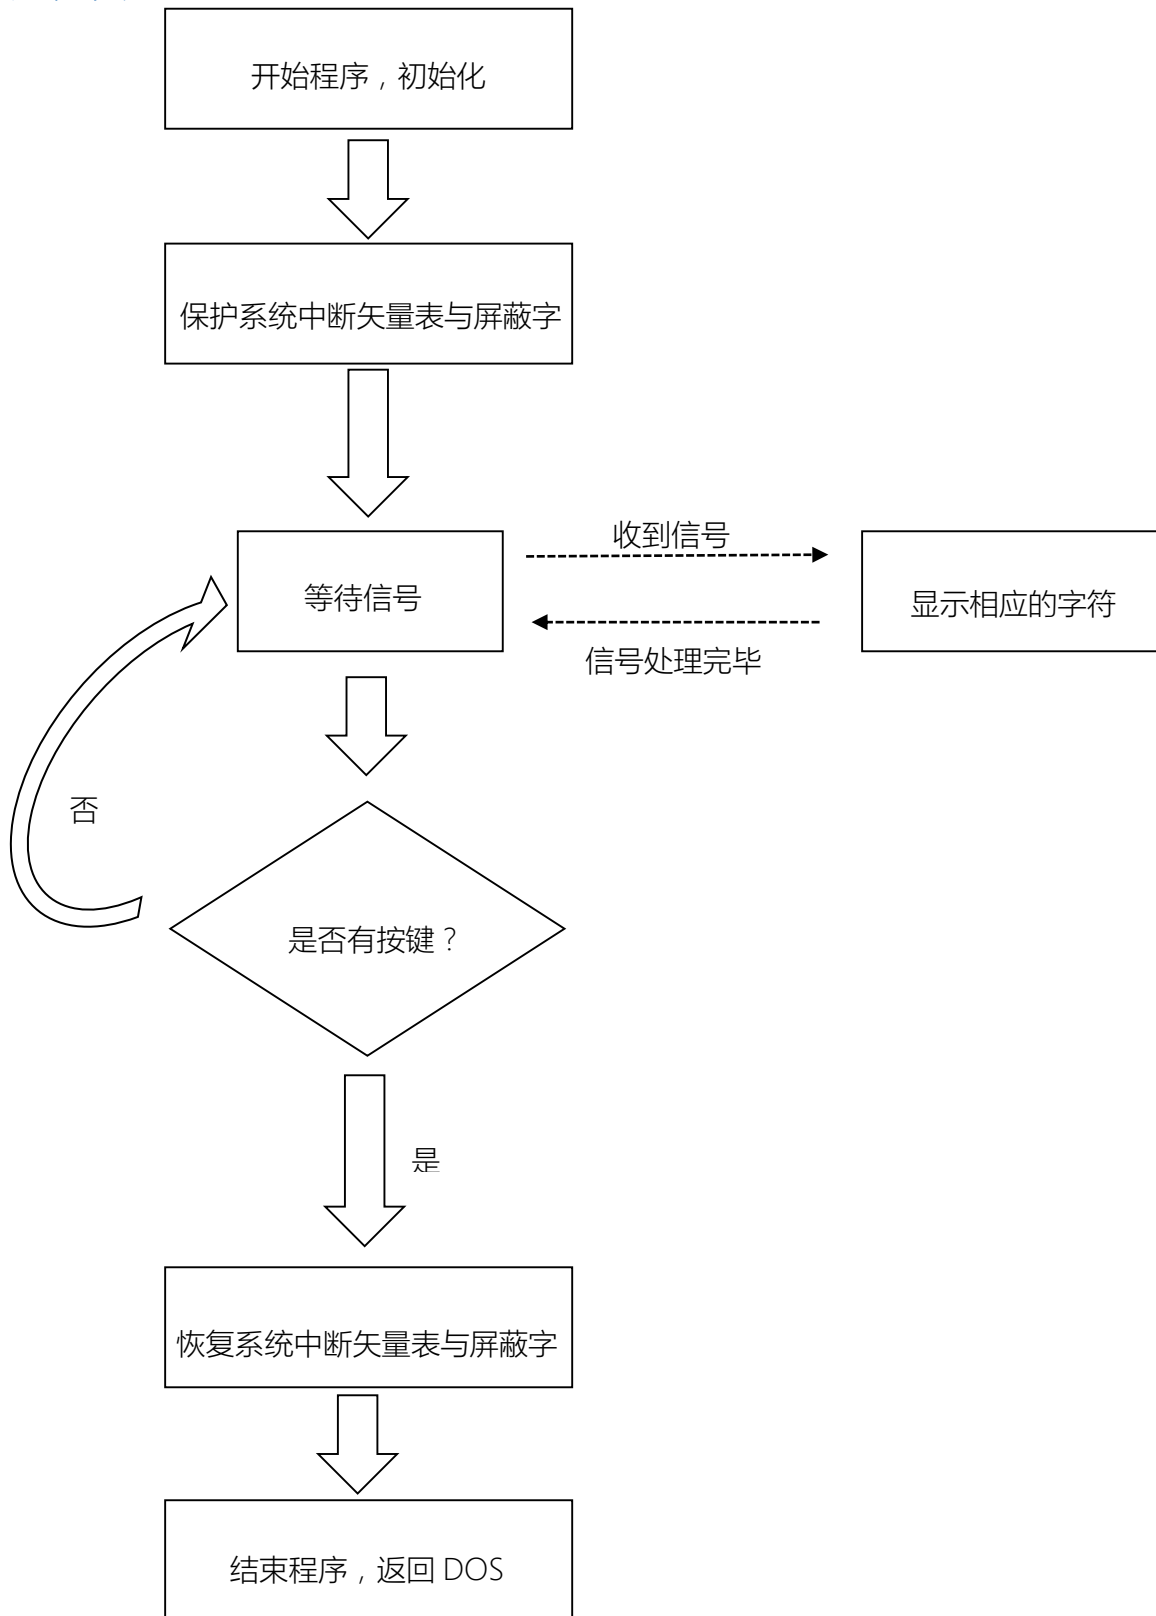 开始程序，初始化
保护系统中断矢量表与屏蔽字
收到信号
等待信号
显示相应的字符
信号处理完毕
否
是否有按键？
是
恢复系统中断矢量表与屏蔽字
结束程序，返回 DOS